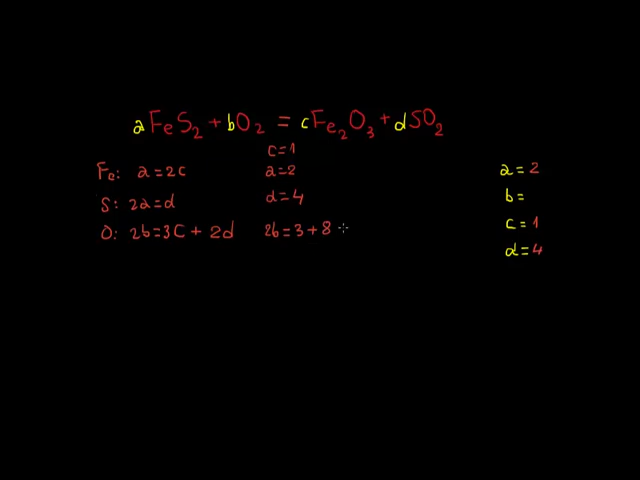 aFeS₂ + bO₂ = cFe₂O₃ + dSO₂
c=1
Fe: a=2c a=2
S: 2a=d d=4
O: 2b=3c + 2d 2b=3+8
a=2
b=
c=1
d=4